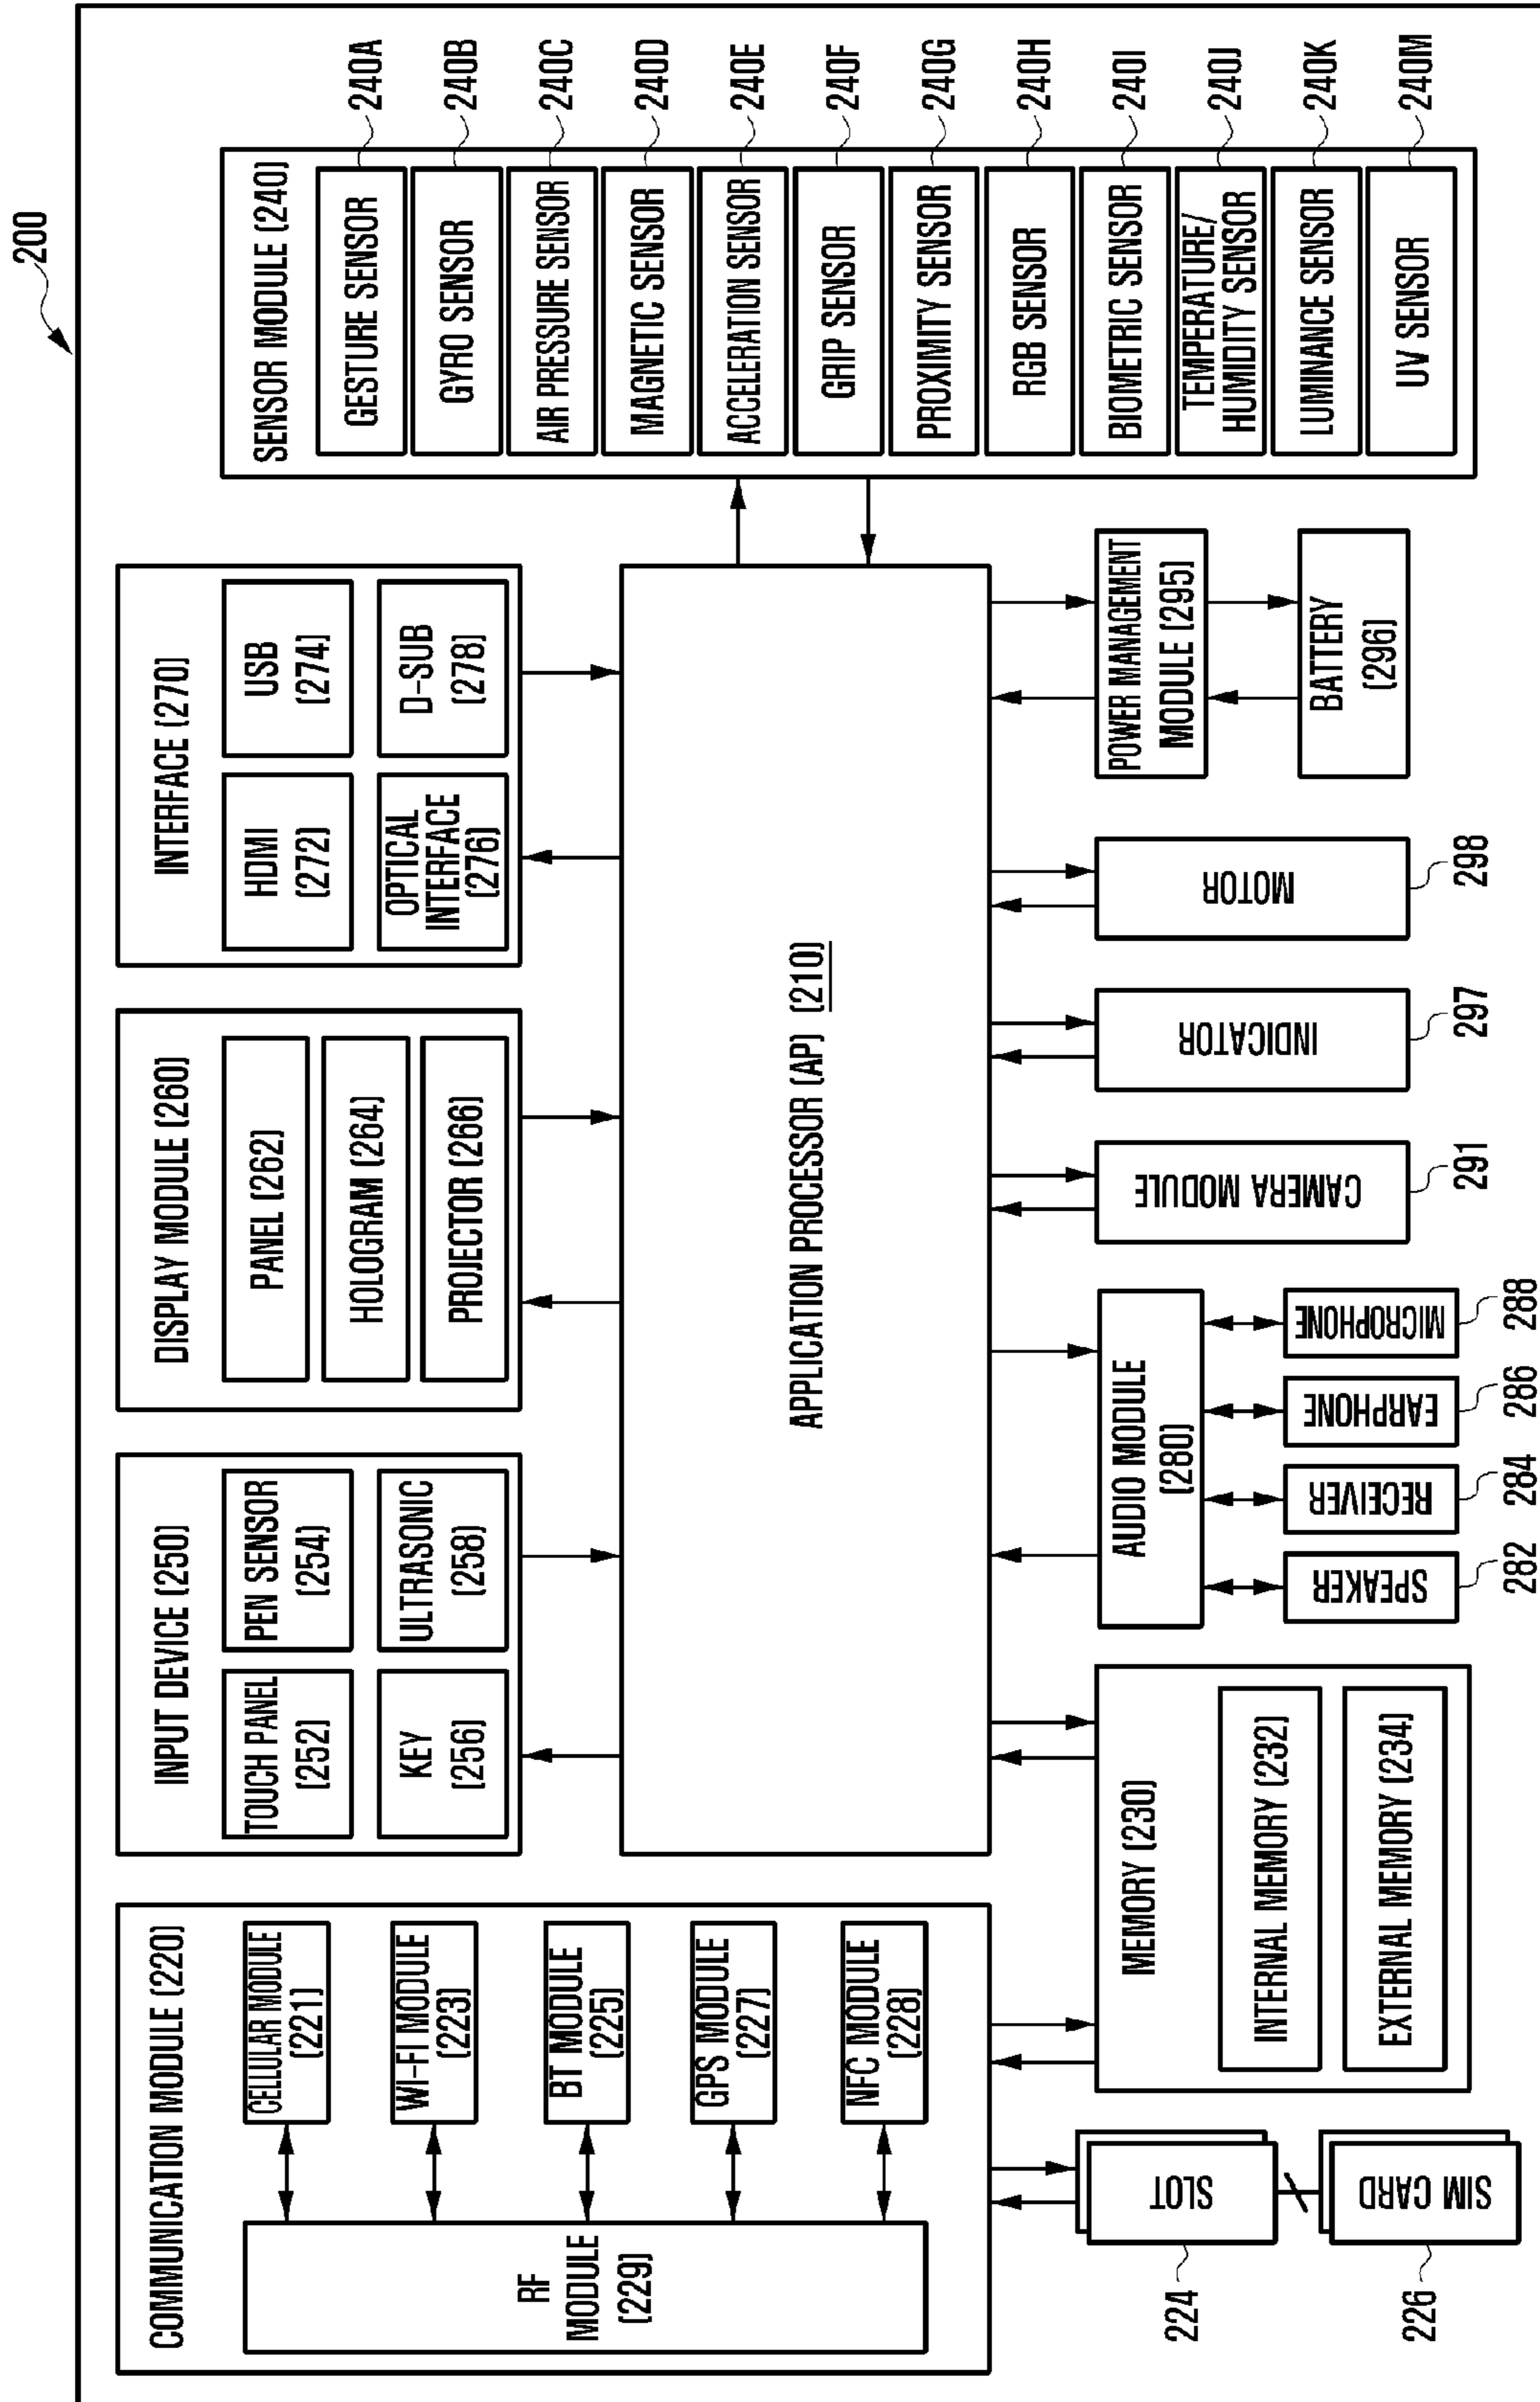 200
COMMUNICATION MODULE (220)
RF
MODULE
(229)
CELLULAR MODULE
(221)
WI-FI MODULE
(223)
BT MODULE
(225)
GPS MODULE
(227)
NFC MODULE
(228)
INPUT DEVICE (250)
TOUCH PANEL
(252)
PEN SENSOR
(254)
KEY
(256)
ULTRASONIC
(258)
DISPLAY MODULE (260)
PANEL (262)
HOLOGRAM (264)
PROJECTOR (266)
INTERFACE (270)
HDMI
(272)
USB
(274)
OPTICAL
INTERFACE
(276)
D-SUB
(278)
SENSOR MODULE (240)
GESTURE SENSOR
240A
GYRO SENSOR
240B
AIR PRESSURE SENSOR
240C
MAGNETIC SENSOR
240D
ACCELERATION SENSOR
240E
GRIP SENSOR
240F
PROXIMITY SENSOR
240G
RGB SENSOR
240H
BIOMETRIC SENSOR
240I
TEMPERATURE/
HUMIDITY SENSOR
240J
LUMINANCE SENSOR
240K
UV SENSOR
240M
APPLICATION PROCESSOR (AP) (210)
SLOT
224
SIM CARD
226
MEMORY (230)
INTERNAL MEMORY (232)
EXTERNAL MEMORY (234)
AUDIO MODULE
(280)
SPEAKER
282
RECEIVER
284
EARPHONE
286
MICROPHONE
288
CAMERA MODULE
291
INDICATOR
297
MOTOR
298
POWER MANAGEMENT
MODULE (295)
BATTERY
(296)